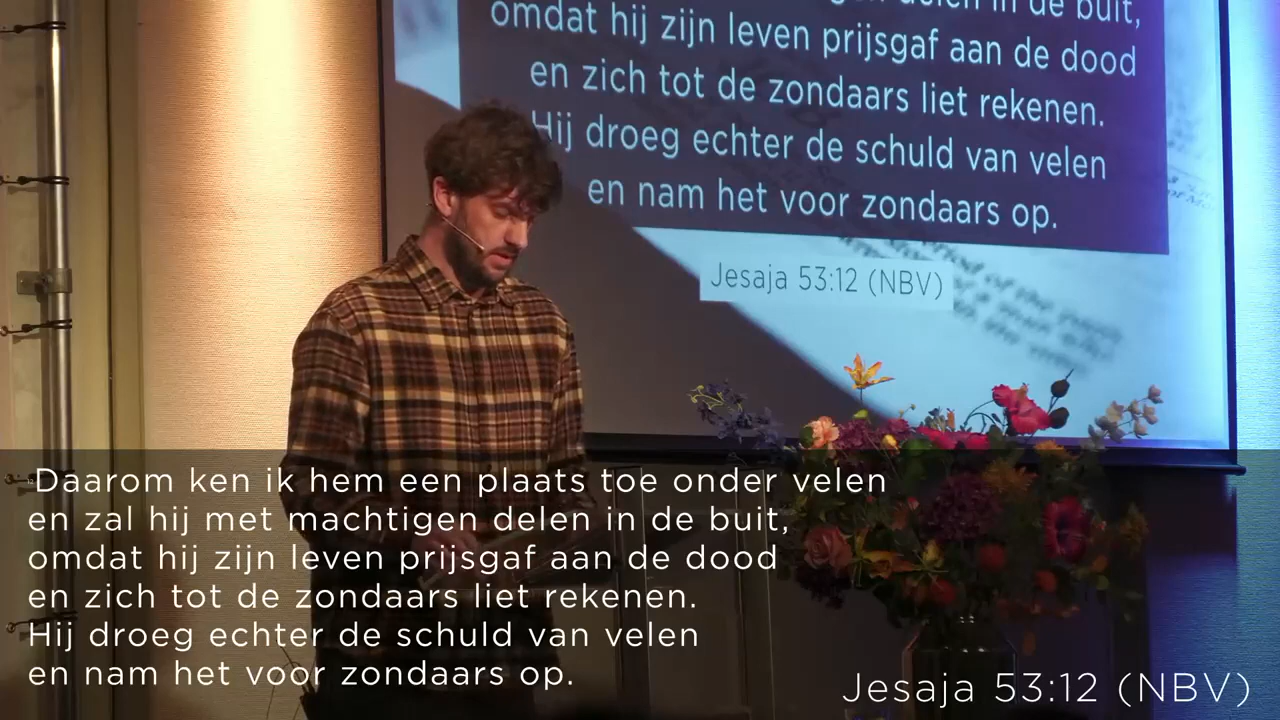 delen in de buit,
omdat hij zijn leven prijsgaf aan de dood
en zich tot de zondaars liet rekenen.
Hij droeg echter de schuld van velen
en nam het voor zondaars op.
Jesaja 53:12 (NBV)
Daarom ken ik hem een plaats toe onder velen
en zal hij met machtigen delen in de buit,
omdat hij zijn leven prijsgaf aan de dood
en zich tot de zondaars liet rekenen.
Hij droeg echter de schuld van velen
en nam het voor zondaars op.
Jesaja 53:12 (NBV)